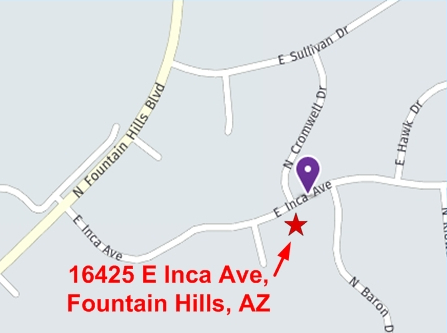 E Sullivan Dr
N Fountain Hills Blvd
N Cromwell Dr
E Hawk Dr
E Inca Ave
E Inca Ave
16425 E Inca Ave,
Fountain Hills, AZ
N Baron D